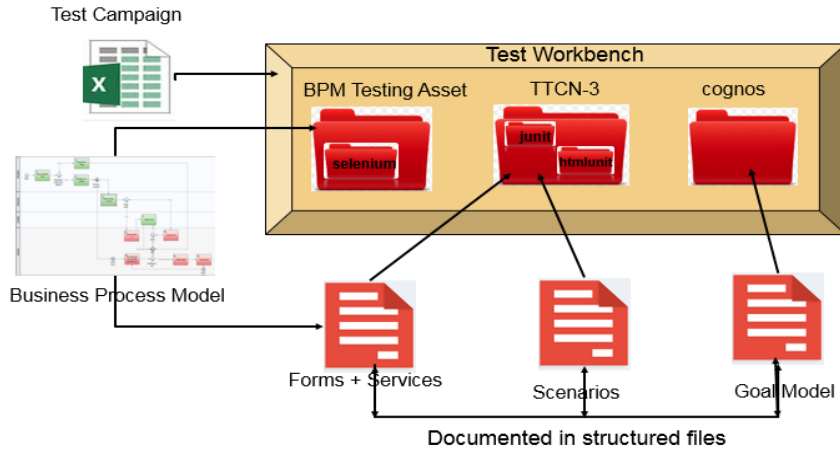 Test Campaign
Test Workbench
X
BPM Testing Asset
TTCN-3
cognos
junit
selenium
htmlunit
Business Process Model
Forms + Services
Scenarios
Goal Model
Documented in structured files